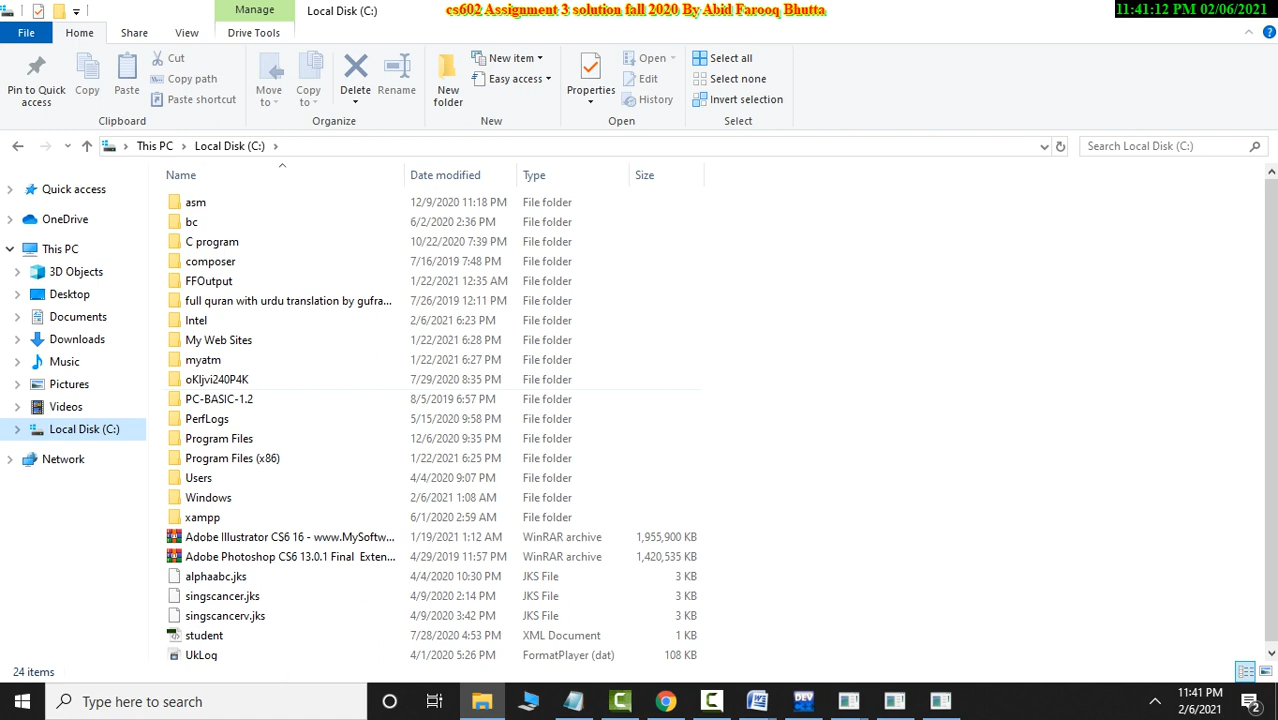 Manage
Local Disk (C:)
cs602 Assignment 3 solution fall 2020 By Abid Farooq Bhutta
11:41:12 PM 02/06/2021
File
Home
Share
View
Drive Tools
Pin to Quick access
Copy
Paste
Cut
Copy path
Paste shortcut
Clipboard
Move to
Copy to
Delete
Rename
Organize
New folder
New item
Easy access
New
Properties
Open
Edit
History
Open
Select all
Select none
Invert selection
Select
This PC > Local Disk (C:) >
Search Local Disk (C:)
Quick access
OneDrive
This PC
3D Objects
Desktop
Documents
Downloads
Music
Pictures
Videos
Local Disk (C:)
Network
Name Date modified Type Size
asm 12/9/2020 11:18 PM File folder
bc 6/2/2020 2:36 PM File folder
C program 10/22/2020 7:39 PM File folder
composer 7/16/2019 7:48 PM File folder
FFOutput 1/22/2021 12:35 AM File folder
full quran with urdu translation by gufra... 7/26/2019 12:11 PM File folder
Intel 2/6/2021 6:23 PM File folder
My Web Sites 1/22/2021 6:28 PM File folder
myatm 1/22/2021 6:27 PM File folder
7/29/2020 8:35 PM File folder
PC-BASIC-1.2 8/5/2019 6:57 PM File folder
PerfLogs 5/15/2020 9:58 PM File folder
Program Files 12/6/2020 9:35 PM File folder
Program Files (x86) 1/22/2021 6:25 PM File folder
Users 4/4/2020 9:07 PM File folder
Windows 2/6/2021 1:08 AM File folder
xampp 6/1/2020 2:59 AM File folder
Adobe Illustrator CS6 16 - www.MySoftw... 1/19/2021 1:12 AM WinRAR archive 1,955,900 KB
Adobe Photoshop CS6 13.0.1 Final Exten... 4/29/2019 11:57 PM WinRAR archive 1,420,535 KB
alphaabc.jks 4/4/2020 10:30 PM JKS File 3 KB
singscancer.jks 4/9/2020 2:14 PM JKS File 3 KB
singscancerv.jks 4/9/2020 3:42 PM JKS File 3 KB
student 7/28/2020 4:53 PM XML Document 1 KB
UkLog 4/1/2020 5:26 PM FormatPlayer (dat) 108 KB
24 items
Type here to search
DEV
11:41 PM
2/6/2021
2